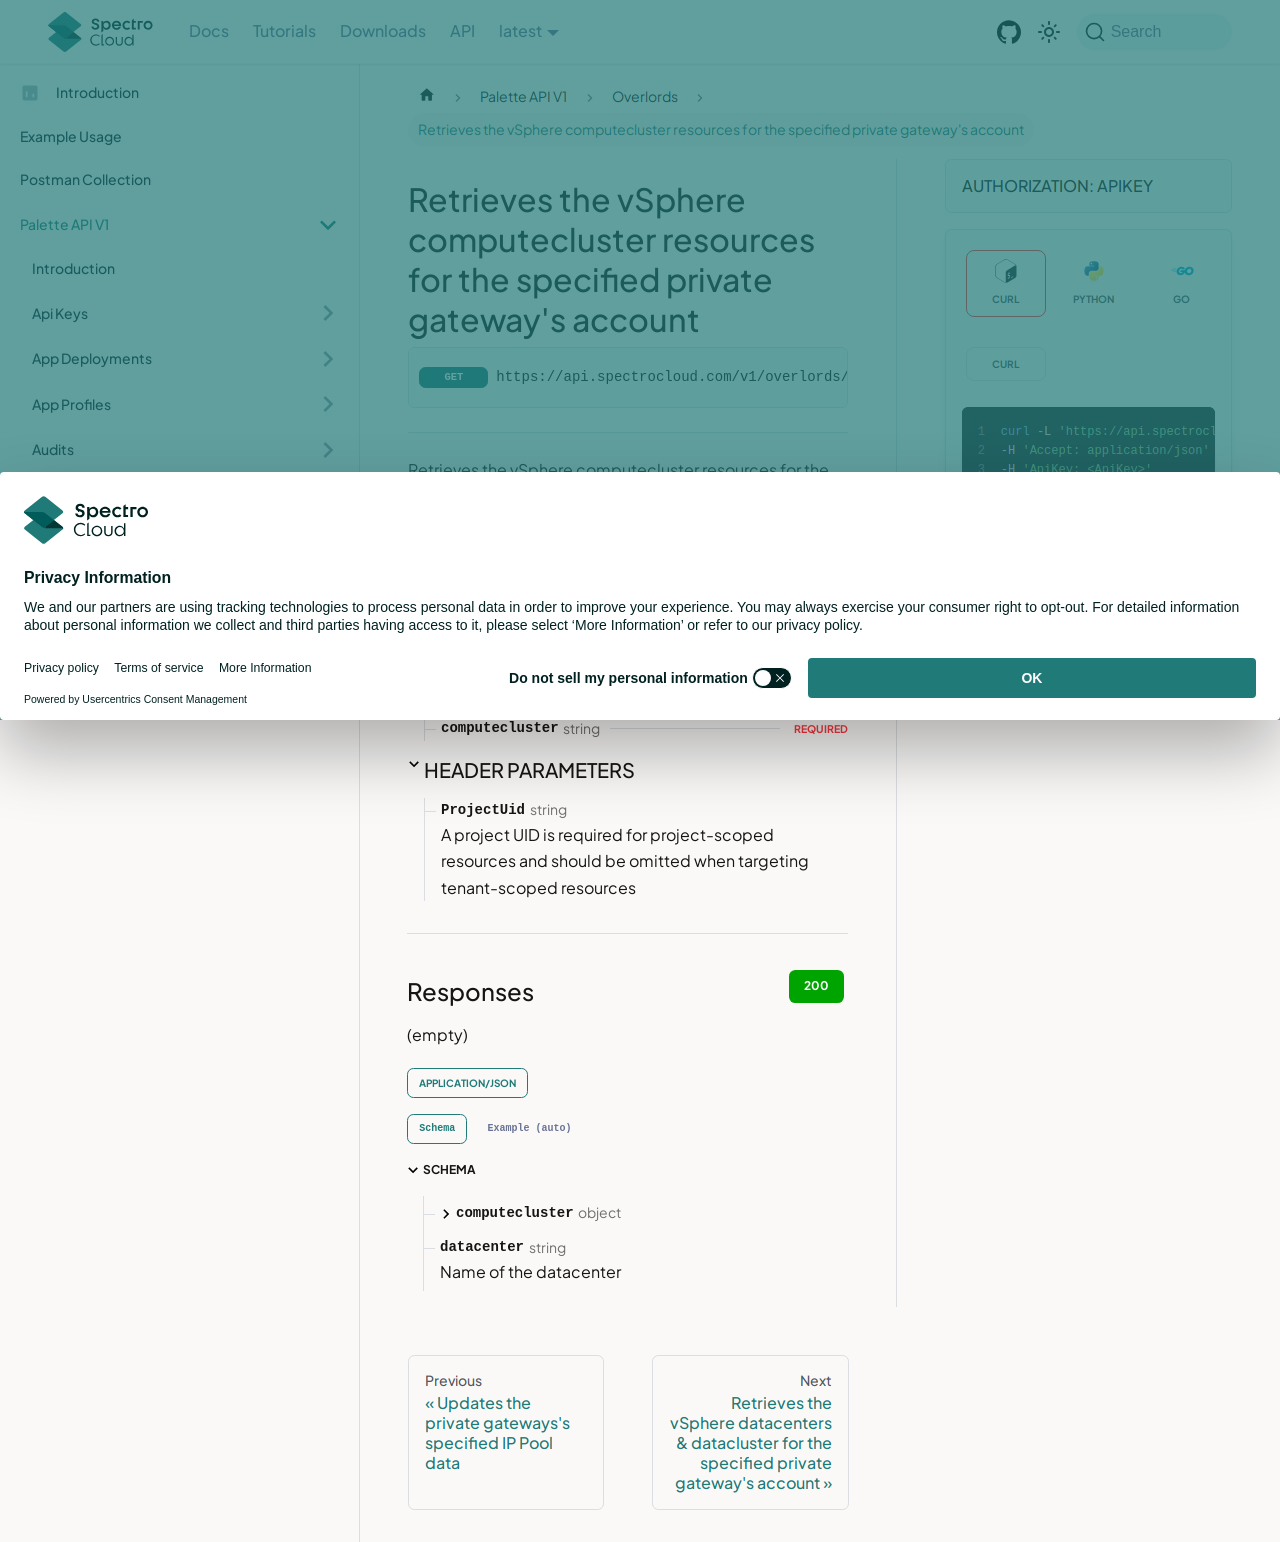 Spectro Cloud
Docs
Tutorials
Downloads
API
latest
Search
Introduction
Example Usage
Postman Collection
Palette API V1
Introduction
Api Keys
App Deployments
App Profiles
Audits
Palette API V1
Overlords
Retrieves the vSphere computecluster resources for the specified private gateway's account
Retrieves the vSphere
computecluster resources
for the specified private
gateway's account
GET
https://api.spectrocloud.com/v1/overlords/
Retrieves the vSphere computecluster resources for the
AUTHORIZATION: APIKEY
CURL
PYTHON
GO
CURL
1 curl -L 'https://api.spectrocl
2 -H 'Accept: application/json'
3 -H 'ApiKey: <ApiKey>'
Spectro
Cloud
Privacy Information
We and our partners are using tracking technologies to process personal data in order to improve your experience. You may always exercise your consumer right to opt-out. For detailed information
about personal information we collect and third parties having access to it, please select ‘More Information’ or refer to our privacy policy.
Privacy policy
Terms of service
More Information
Powered by Usercentrics Consent Management
Do not sell my personal information
OK
computecluster string
REQUIRED
HEADER PARAMETERS
ProjectUid string
A project UID is required for project-scoped
resources and should be omitted when targeting
tenant-scoped resources
Responses
200
(empty)
APPLICATION/JSON
Schema
Example (auto)
SCHEMA
computecluster object
datacenter string
Name of the datacenter
Previous
« Updates the
private gateways's
specified IP Pool
data
Next
Retrieves the
vSphere datacenters
& datacluster for the
specified private
gateway's account »